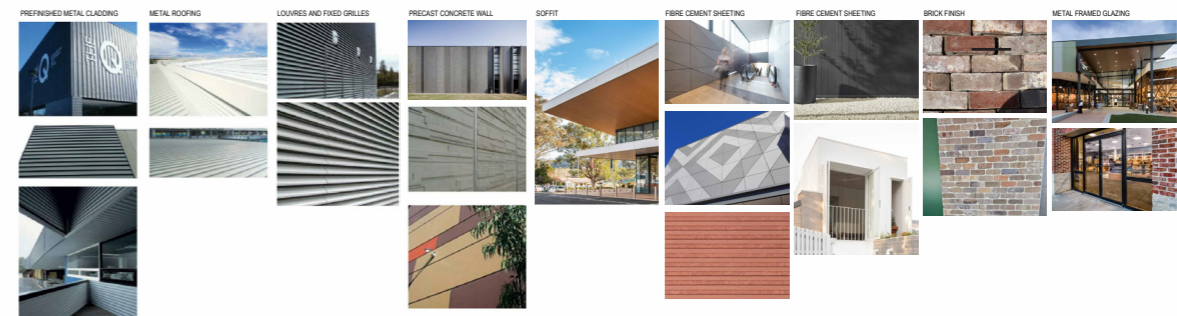 PREFINISHED METAL CLADDING
METAL ROOFING
LOUVRES AND FIXED GRILLES
PRECAST CONCRETE WALL
SOFFIT
FIBRE CEMENT SHEETING
FIBRE CEMENT SHEETING
BRICK FINISH
METAL FRAMED GLAZING